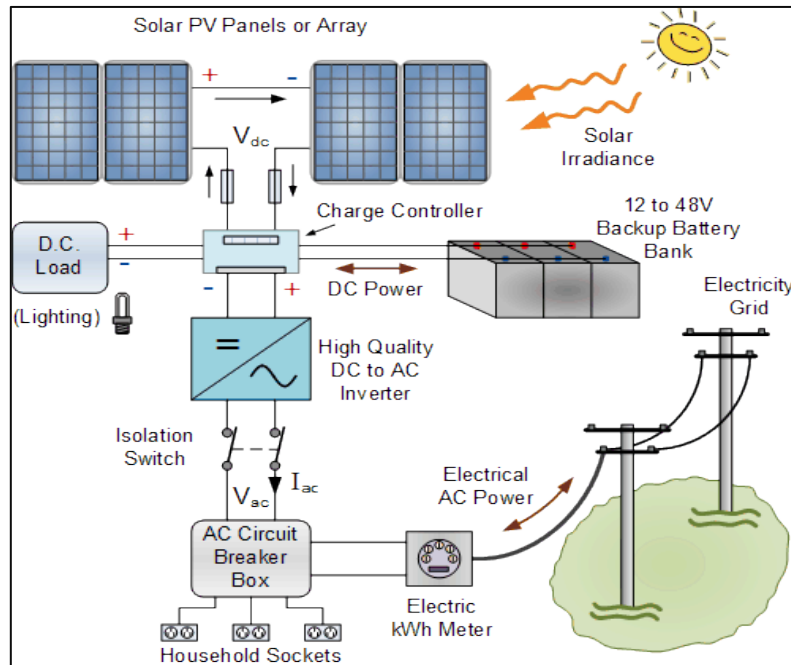 Solar PV Panels or Array
+
-
Vdc
Solar
Irradiance
Charge Controller
12 to 48V
Backup Battery
Bank
D.C.
Load
+
-
DC Power
(Lighting)
-
+
Electricity
Grid
High Quality
DC to AC
Inverter
Isolation
Switch
Vac
Iac
Electrical
AC Power
AC Circuit
Breaker
Box
Electric
kWh Meter
Household Sockets